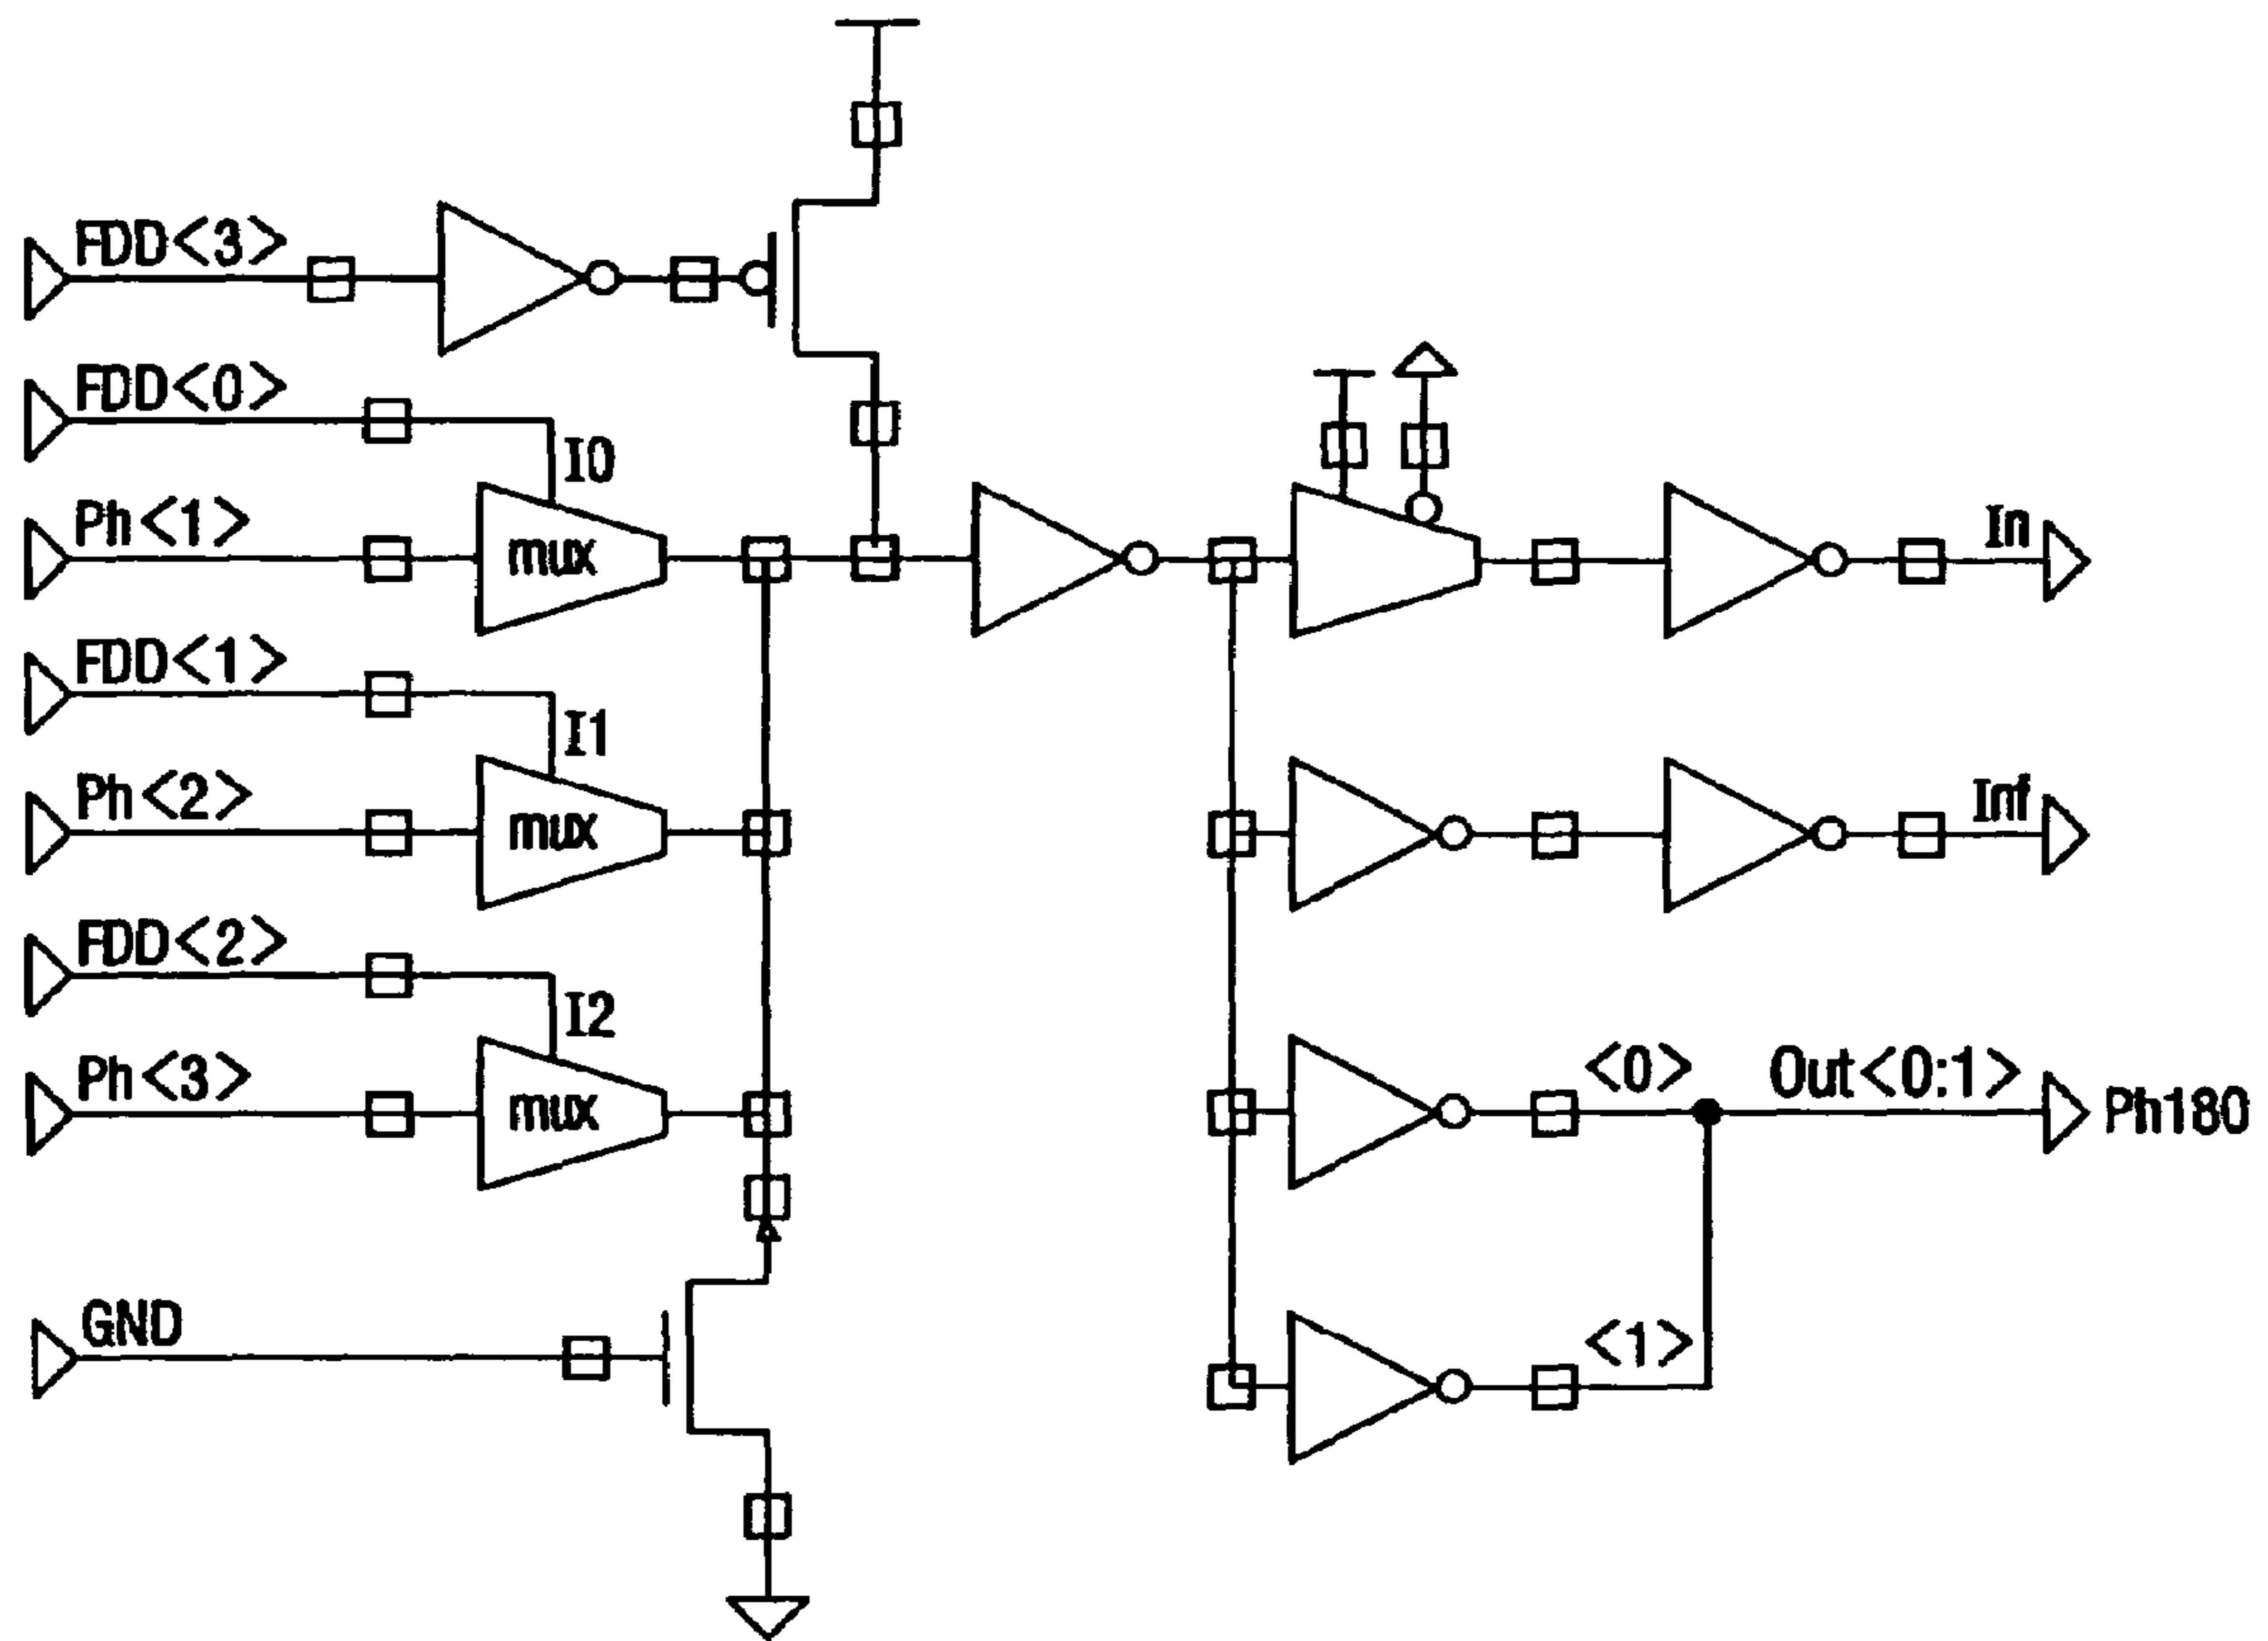 FDD<3>
FDD<0>
I0
Ph<1>
mux
In
FDD<1>
I1
Ph<2>
mux
Inf
FDD<2>
I2
Ph<3>
mux
<0>
Out<0:1>
Ph180
GND
<1>